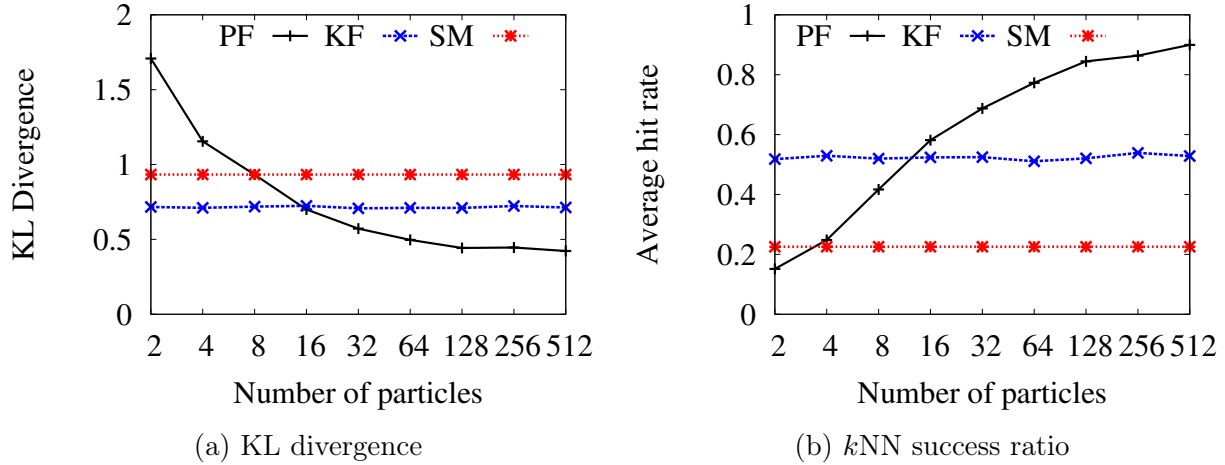 PF KF SM
KL Divergence
2
1.5
1
0.5
0
2 4 8 16 32 64 128 256 512
Number of particles
(a) KL divergence
PF KF SM
Average hit rate
1
0.8
0.6
0.4
0.2
0
2 4 8 16 32 64 128 256 512
Number of particles
(b) kNN success ratio